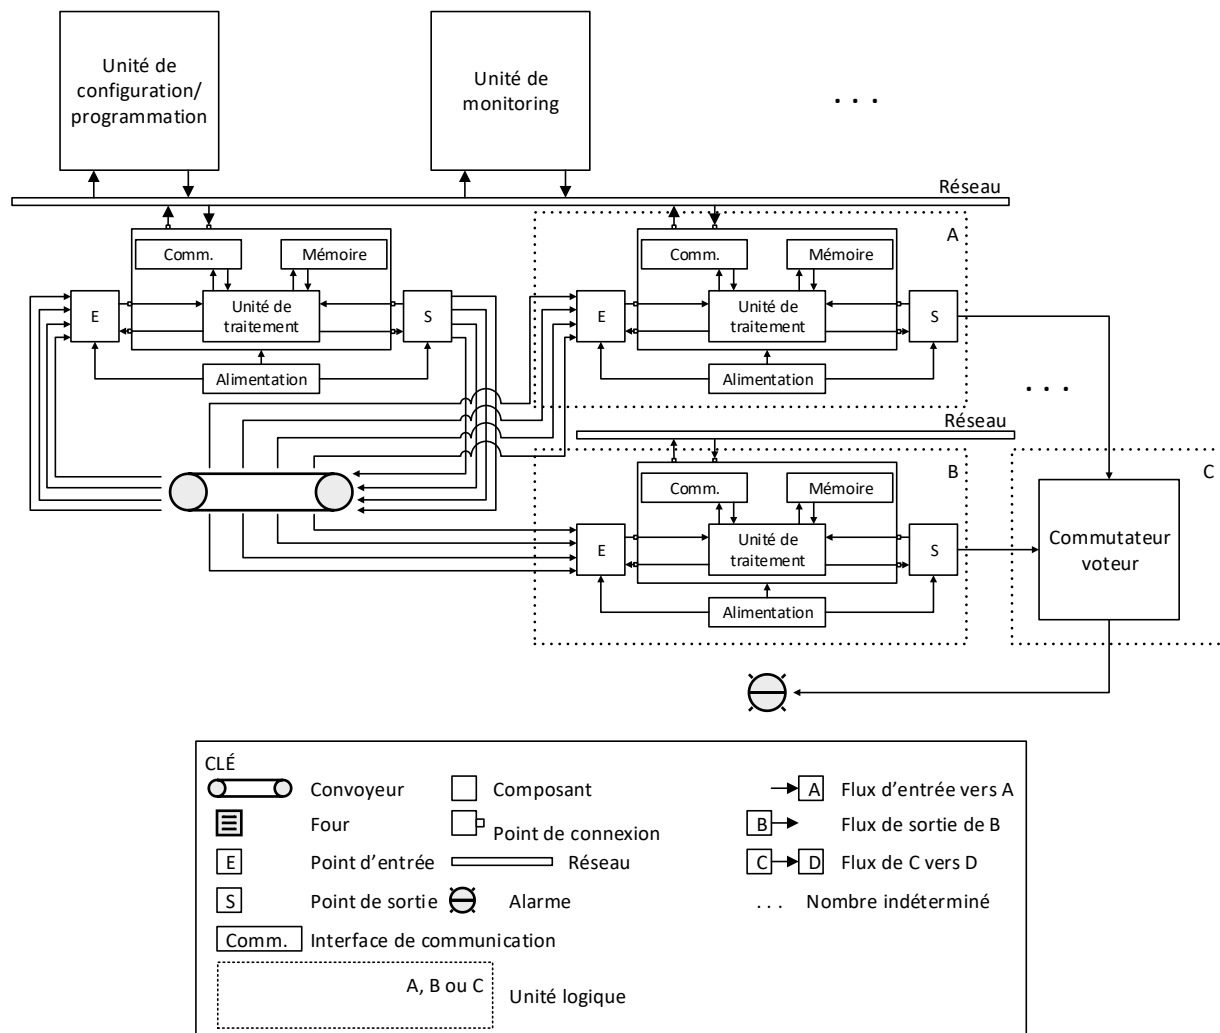 Unité de
configuration/
programmation
Unité de
monitoring
. . .
Réseau
Comm.
Mémoire
E
Unité de
traitement
S
Alimentation
A
Comm.
Mémoire
E
Unité de
traitement
S
Alimentation
. . .
Réseau
B
Comm.
Mémoire
E
Unité de
traitement
S
Alimentation
C
Commutateur
voteur
CLÉ
Convoyeur
Composant
A
Flux d’entrée vers A
Four
Point de connexion
B
Flux de sortie de B
E
Point d’entrée
Réseau
C
D
Flux de C vers D
S
Point de sortie
Alarme
. . .
Nombre indéterminé
Comm.
Interface de communication
A, B ou C
Unité logique